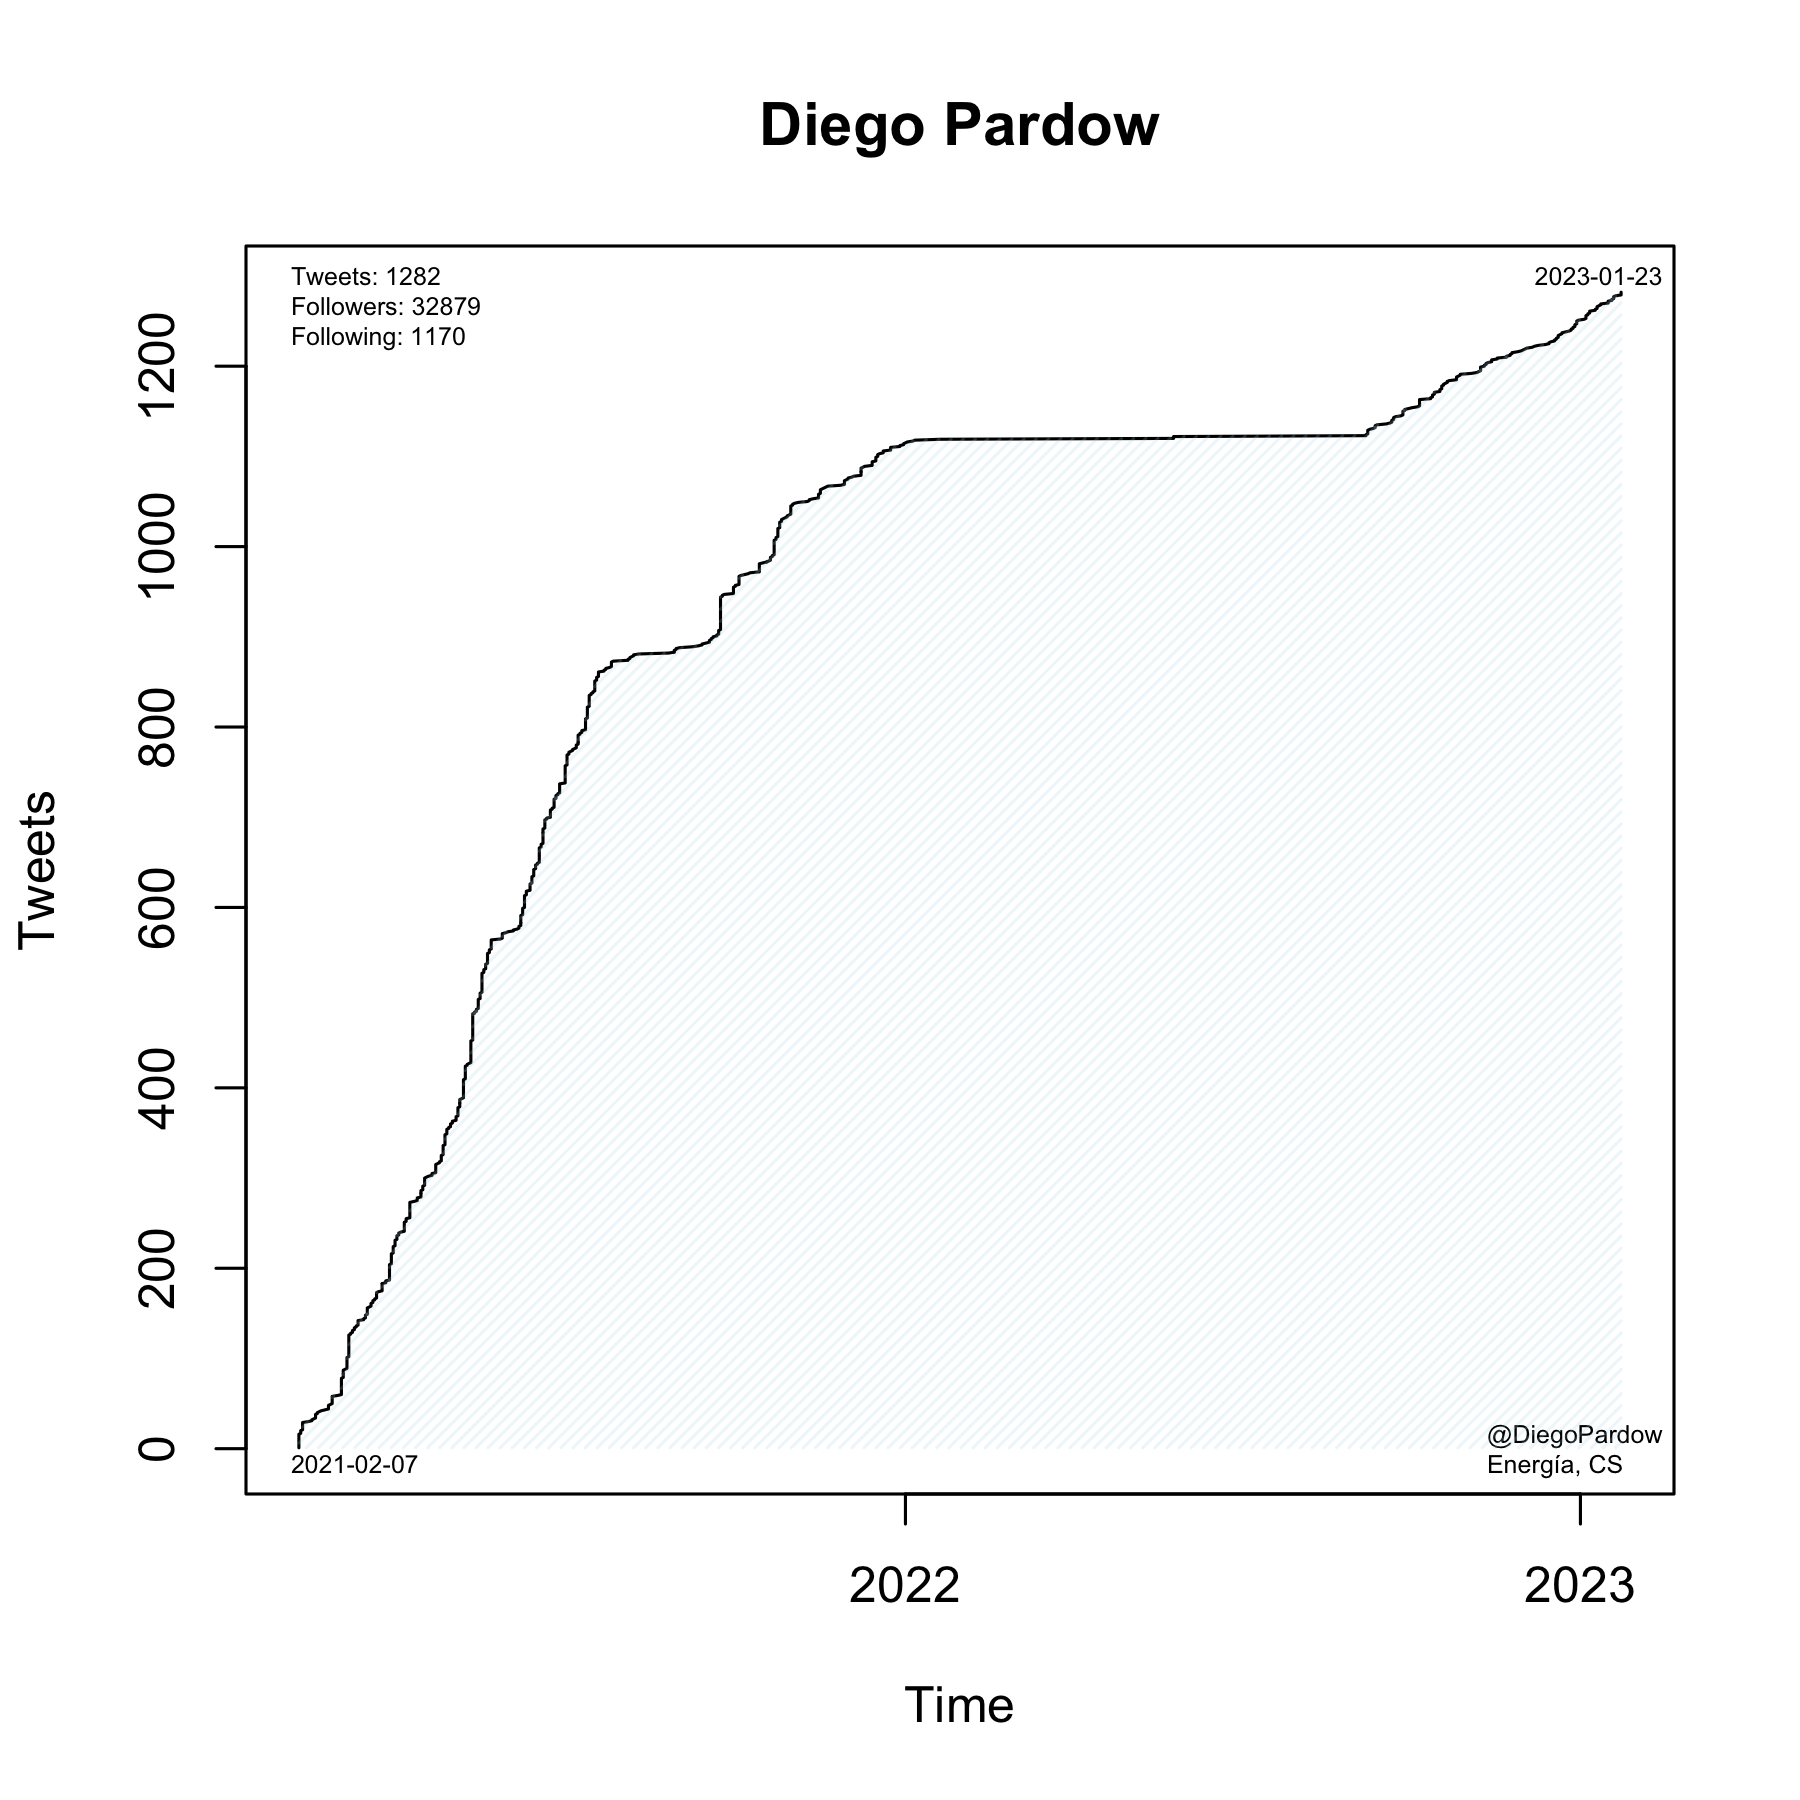 Diego Pardow
Tweets: 1282
Followers: 32879
Following: 1170
2023-01-23
1200
1000
800
600
400
200
0
Tweets
2021-02-07
@DiegoPardow
Energía, CS
2022
2023
Time